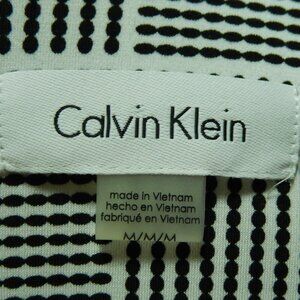 Calvin Klein
made in Vietnam
hecho en Vietnam
fabriqué en Vietnam
M/M/M